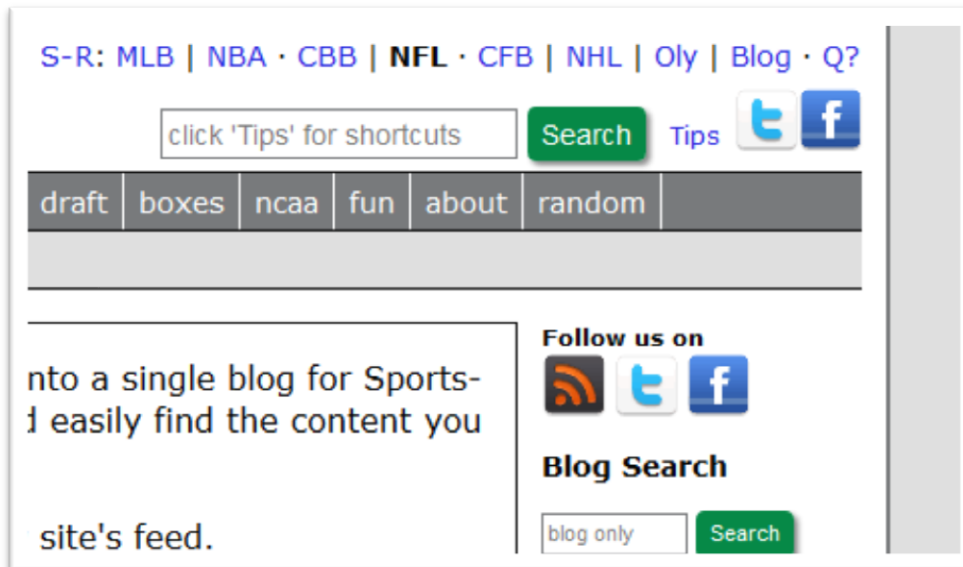 S-R: MLB | NBA · CBB | NFL · CFB | NHL | Oly | Blog · Q?
click 'Tips' for shortcuts Search Tips
draft boxes ncaa fun about random
Follow us on
nto a single blog for Sports-
easily find the content you
Blog Search
site's feed.
blog only Search